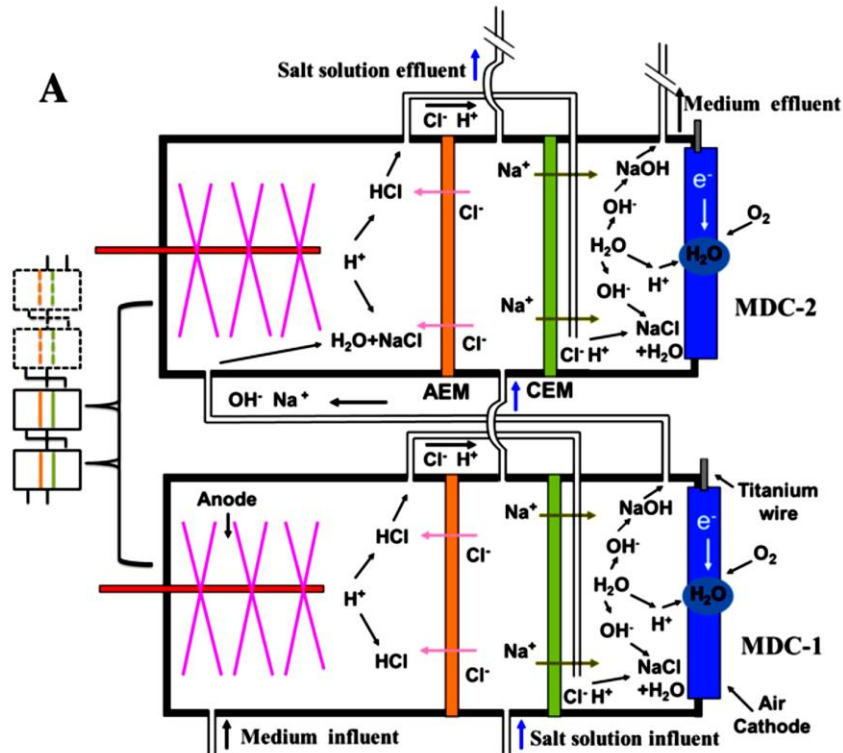 A
Salt solution effluent
Medium effluent
Cl⁻ H⁺
HCl
Cl⁻
Na⁺
NaOH
e⁻
OH⁻
O₂
H₂O
H₂O
H⁺
H⁺
OH⁻
MDC-2
Na⁺
H₂O+NaCl
Cl⁻
Cl⁻ H⁺
NaCl
+H₂O
OH⁻ Na⁺
AEM
CEM
Cl⁻ H⁺
Anode
HCl
Cl⁻
Na⁺
NaOH
Titanium
wire
e⁻
OH⁻
O₂
H₂O
H₂O
H⁺
H⁺
OH⁻
MDC-1
HCl
Cl⁻
Na⁺
Cl⁻ H⁺
NaCl
+H₂O
Air
Cathode
Medium influent
Salt solution influent